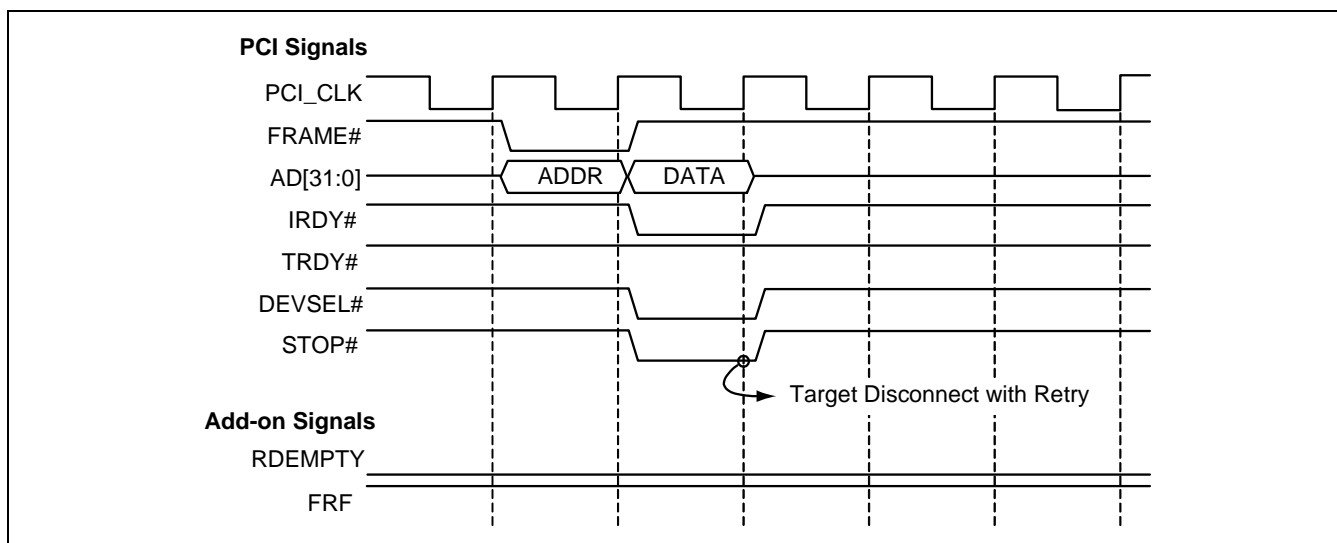 PCI Signals
PCI_CLK
FRAME#
AD[31:0] ADDR DATA
IRDY#
TRDY#
DEVSEL#
STOP#
Target Disconnect with Retry
Add-on Signals
RDEMPTY
FRF